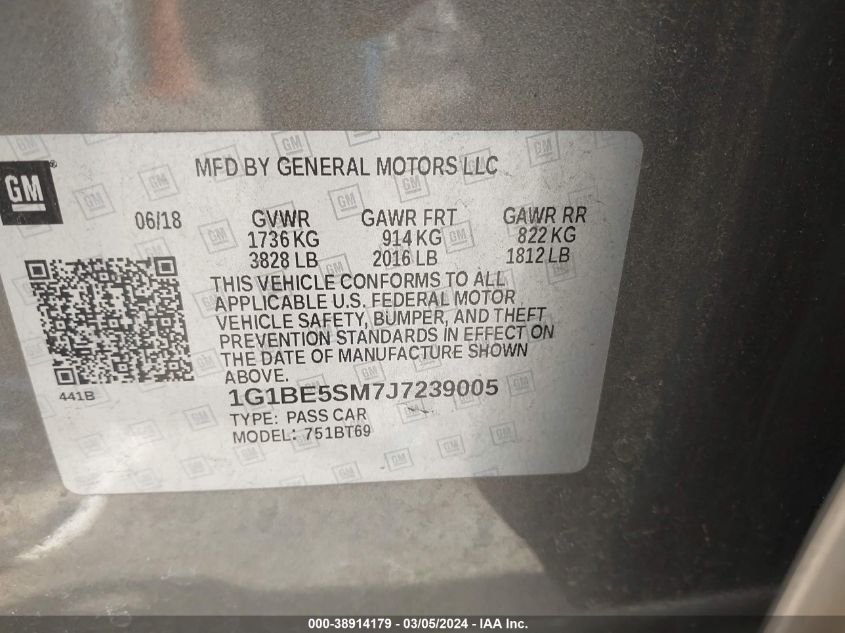 GM
MFD BY GENERAL MOTORS LLC
06/18 GVWR GAWR FRT GAWR RR
1736 KG 914 KG 822 KG
3828 LB 2016 LB 1812 LB
THIS VEHICLE CONFORMS TO ALL
APPLICABLE U.S. FEDERAL MOTOR
VEHICLE SAFETY, BUMPER, AND THEFT
PREVENTION STANDARDS IN EFFECT ON
THE DATE OF MANUFACTURE SHOWN
ABOVE.
441B
1G1BE5SM7J7239005
TYPE: PASS CAR
MODEL: 751BT69
000-38914179 - 03/05/2024 - IAA Inc.